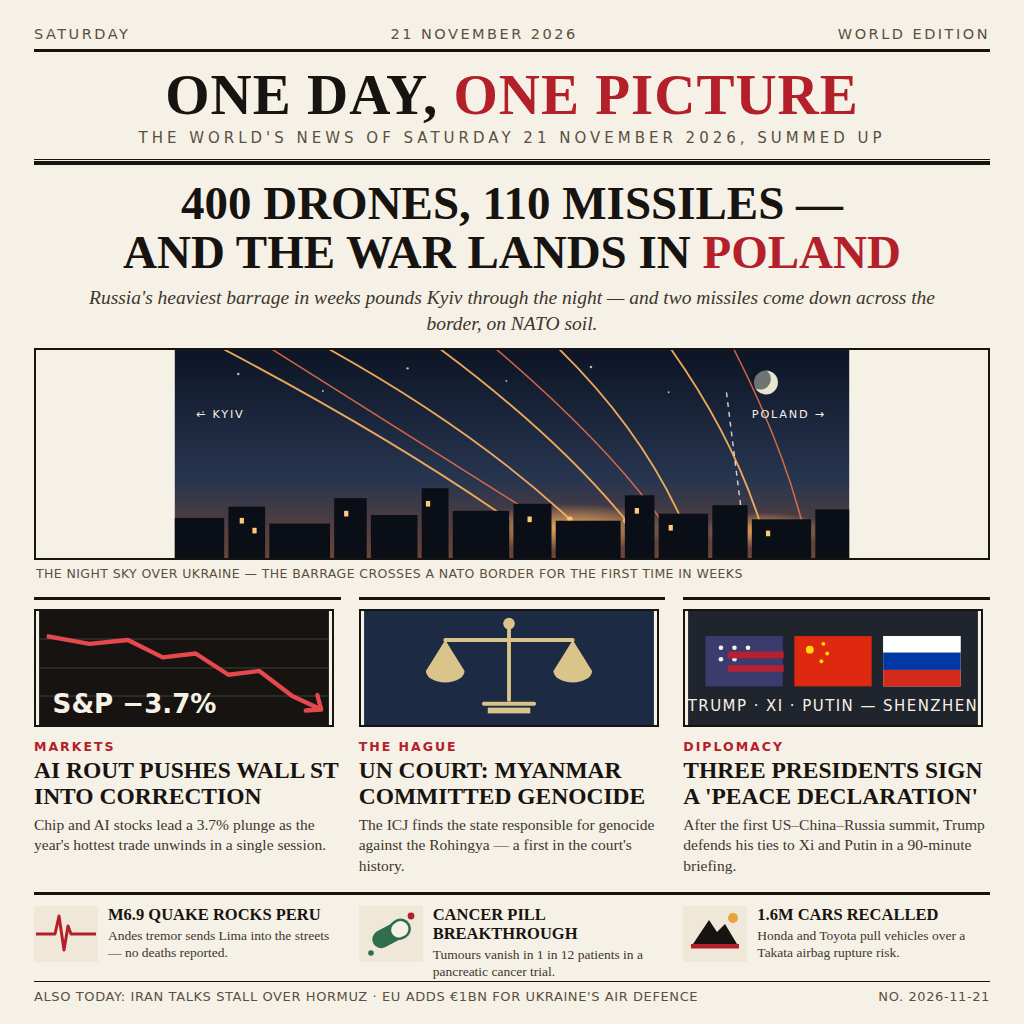 SATURDAY 21 NOVEMBER 2026 WORLD EDITION
ONE DAY, ONE PICTURE
THE WORLD'S NEWS OF SATURDAY 21 NOVEMBER 2026, SUMMED UP
400 DRONES, 110 MISSILES —
AND THE WAR LANDS IN POLAND
Russia's heaviest barrage in weeks pounds Kyiv through the night — and two missiles come down across the
border, on NATO soil.
← KYIV
POLAND →
THE NIGHT SKY OVER UKRAINE — THE BARRAGE CROSSES A NATO BORDER FOR THE FIRST TIME IN WEEKS
S&P −3.7%
MARKETS
AI ROUT PUSHES WALL ST
INTO CORRECTION
Chip and AI stocks lead a 3.7% plunge as the
year's hottest trade unwinds in a single session.
THE HAGUE
UN COURT: MYANMAR
COMMITTED GENOCIDE
The ICJ finds the state responsible for genocide
against the Rohingya — a first in the court's
history.
TRUMP · XI · PUTIN — SHENZHEN
DIPLOMACY
THREE PRESIDENTS SIGN
A 'PEACE DECLARATION'
After the first US–China–Russia summit, Trump
defends his ties to Xi and Putin in a 90-minute
briefing.
M6.9 QUAKE ROCKS PERU
Andes tremor sends Lima into the streets
— no deaths reported.
CANCER PILL
BREAKTHROUGH
Tumours vanish in 1 in 12 patients in a
pancreatic cancer trial.
1.6M CARS RECALLED
Honda and Toyota pull vehicles over a
Takata airbag rupture risk.
ALSO TODAY: IRAN TALKS STALL OVER HORMUZ · EU ADDS €1BN FOR UKRAINE'S AIR DEFENCE
NO. 2026-11-21